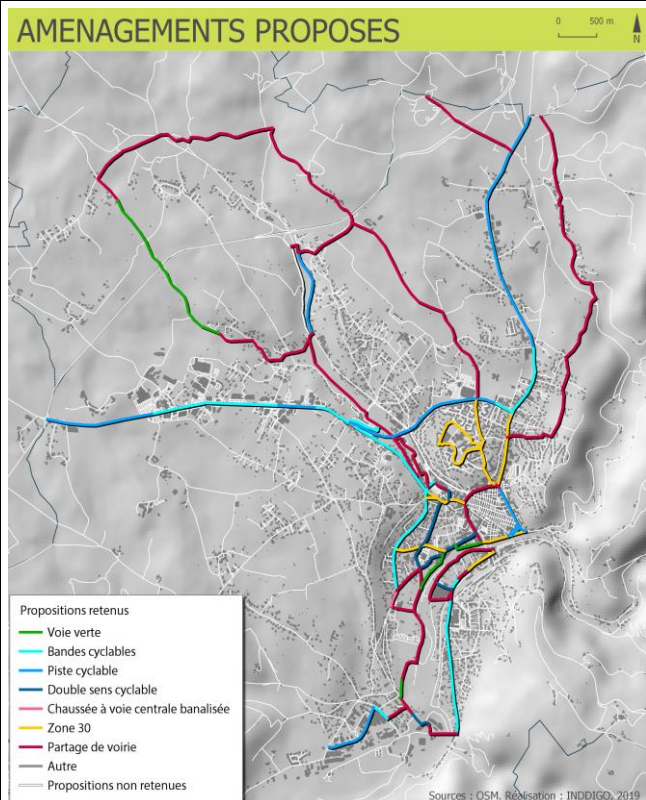 AMENAGEMENTS PROPOSES
0 500 m
N
Propositions retenus
Voie verte
Bandes cyclables
Piste cyclable
Double sens cyclable
Chaussée à voie centrale banalisée
Zone 30
Partage de voirie
Autre
Propositions non retenues
Sources : OSM. Réalisation : INDDIGO, 2019